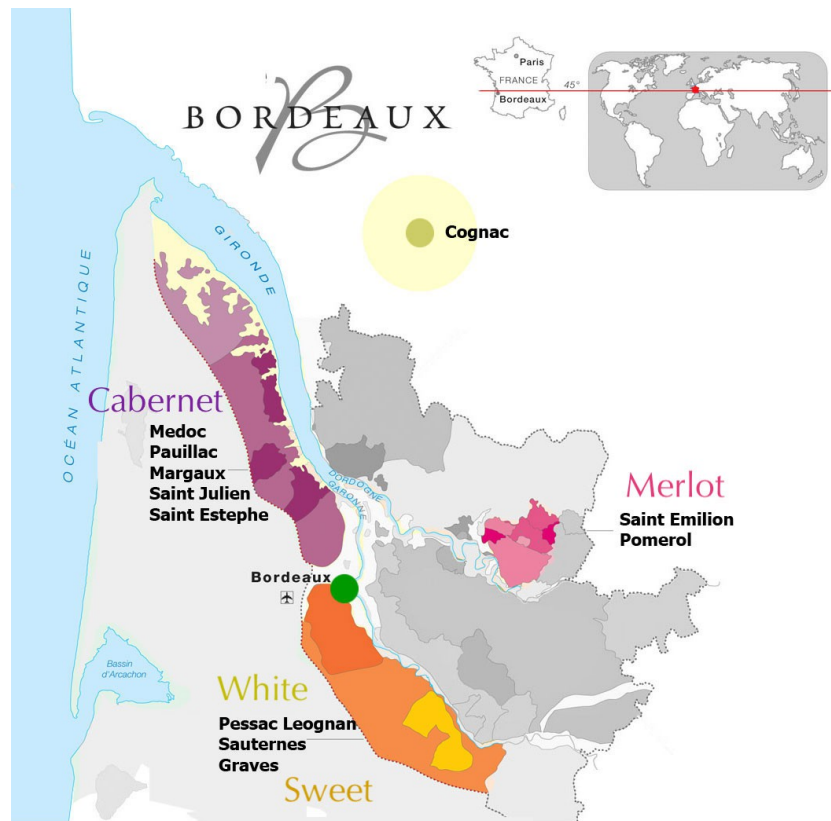 BORDEAUX
Paris
FRANCE
45°
Bordeaux
Cognac
GIRONDE
OCÉAN ATLANTIQUE
Cabernet
Medoc
Pauillac
Margaux
Saint Julien
Saint Estephe
DORDOGNE
GARONNE
Merlot
Saint Emilion
Pomerol
Bordeaux
Bassin
d'Arcachon
White
Pessac Leognan
Sauternes
Graves
Sweet